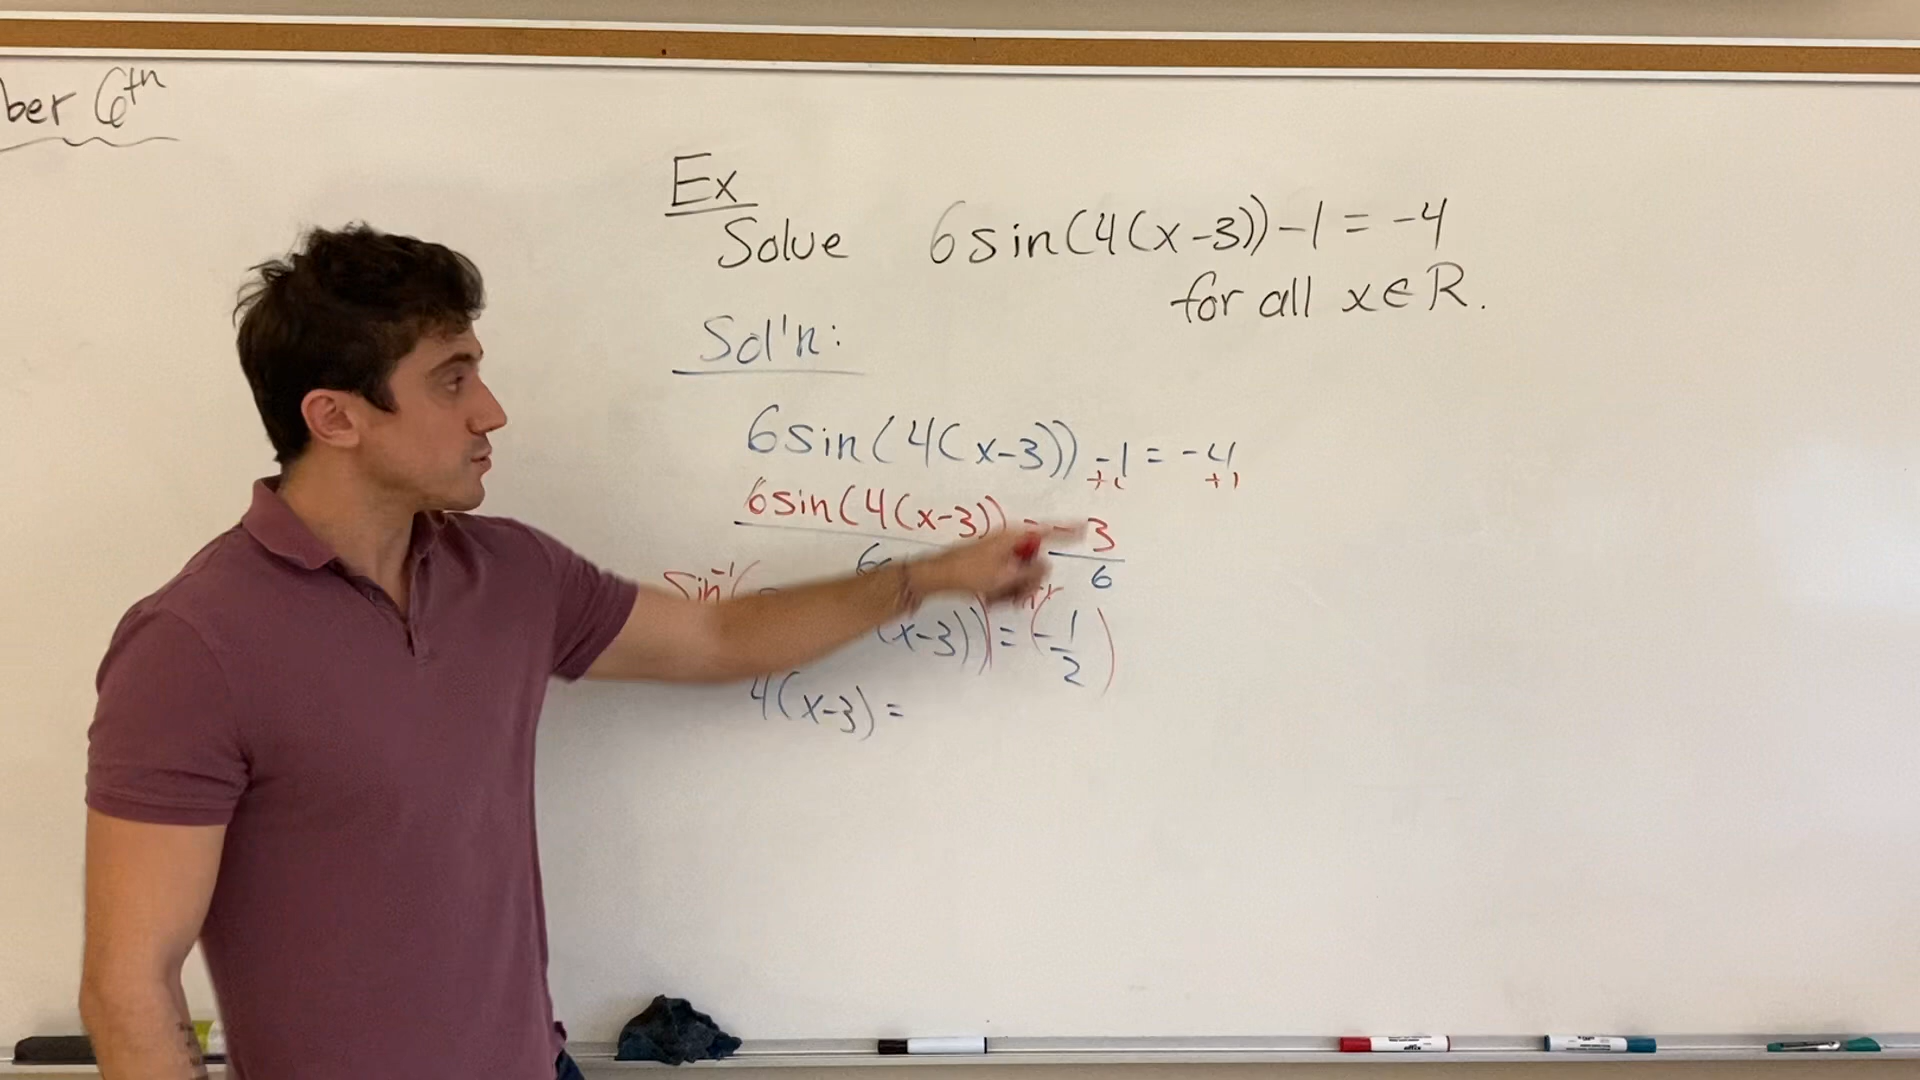 ber 6th
Ex
Solve 6sin(4(x-3))-1 = -4
for all x∈R.
Sol'n:
6sin(4(x-3)) -1 = -4
+1 +1
6sin(4(x-3)) = -3
6 6
sin⁻¹(
(x-3)) = (-1/2)
4(x-3) =